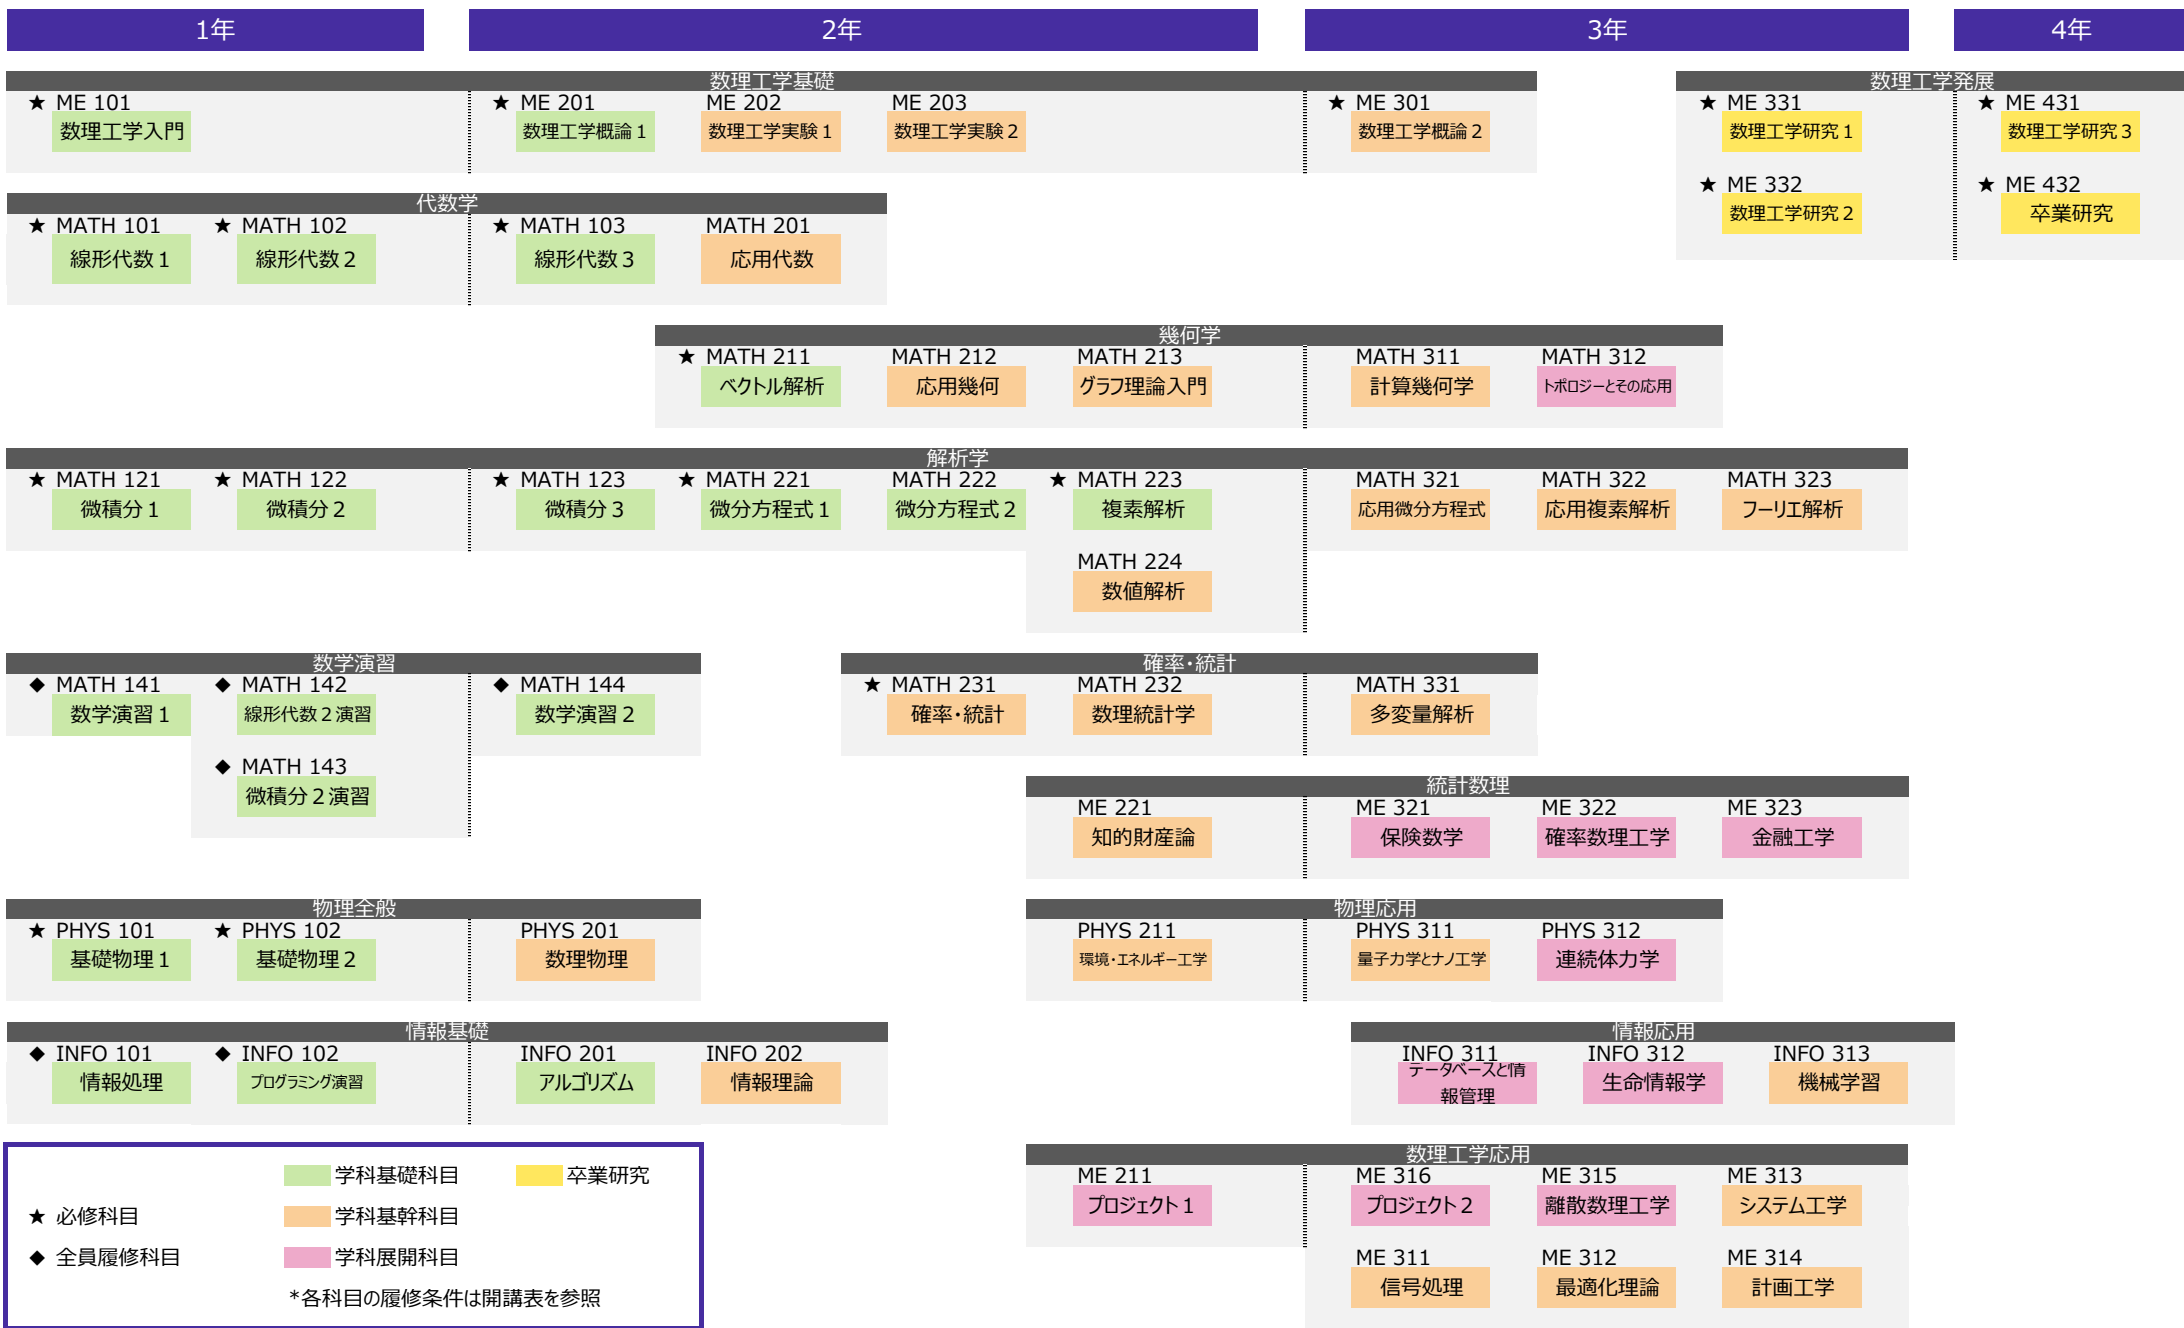 1年
2年
3年
4年
数理工学基礎
★ ME 101
数理工学入門
★ ME 201
数理工学概論１
ME 202
数理工学実験１
ME 203
数理工学実験２
★ ME 301
数理工学概論２
数理工学発展
★ ME 331
数理工学研究１
★ ME 431
数理工学研究３
★ ME 332
数理工学研究２
★ ME 432
卒業研究
代数学
★ MATH 101
線形代数１
★ MATH 102
線形代数２
★ MATH 103
線形代数３
MATH 201
応用代数
幾何学
★ MATH 211
ベクトル解析
MATH 212
応用幾何
MATH 213
グラフ理論入門
MATH 311
計算幾何学
MATH 312
トポロジーとその応用
解析学
★ MATH 121
微積分１
★ MATH 122
微積分２
★ MATH 123
微積分３
★ MATH 221
微分方程式１
MATH 222
微分方程式２
★ MATH 223
複素解析
MATH 321
応用微分方程式
MATH 322
応用複素解析
MATH 323
フーリエ解析
MATH 224
数値解析
数学演習
◆ MATH 141
数学演習１
◆ MATH 142
線形代数２演習
◆ MATH 144
数学演習２
◆ MATH 143
微積分２演習
確率・統計
★ MATH 231
確率・統計
MATH 232
数理統計学
MATH 331
多変量解析
統計数理
ME 221
知的財産論
ME 321
保険数学
ME 322
確率数理工学
ME 323
金融工学
物理全般
★ PHYS 101
基礎物理１
★ PHYS 102
基礎物理２
PHYS 201
数理物理
物理応用
PHYS 211
環境・エネルギー工学
PHYS 311
量子力学とナノ工学
PHYS 312
連続体力学
情報基礎
◆ INFO 101
情報処理
◆ INFO 102
プログラミング演習
INFO 201
アルゴリズム
INFO 202
情報理論
情報応用
INFO 311
データベースと情
報管理
INFO 312
生命情報学
INFO 313
機械学習
数理工学応用
ME 211
プロジェクト１
ME 316
プロジェクト２
ME 315
離散数理工学
ME 313
システム工学
ME 311
信号処理
ME 312
最適化理論
ME 314
計画工学
学科基礎科目
卒業研究
★ 必修科目
学科基幹科目
◆ 全員履修科目
学科展開科目
*各科目の履修条件は開講表を参照